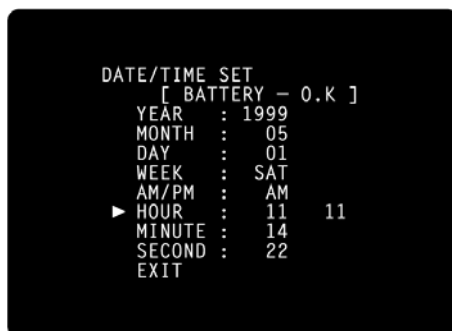 DATE/TIME SET
[ BATTERY – O.K ]
YEAR : 1999
MONTH : 05
DAY : 01
WEEK : SAT
AM/PM : AM
► HOUR : 11 11
MINUTE : 14
SECOND : 22
EXIT